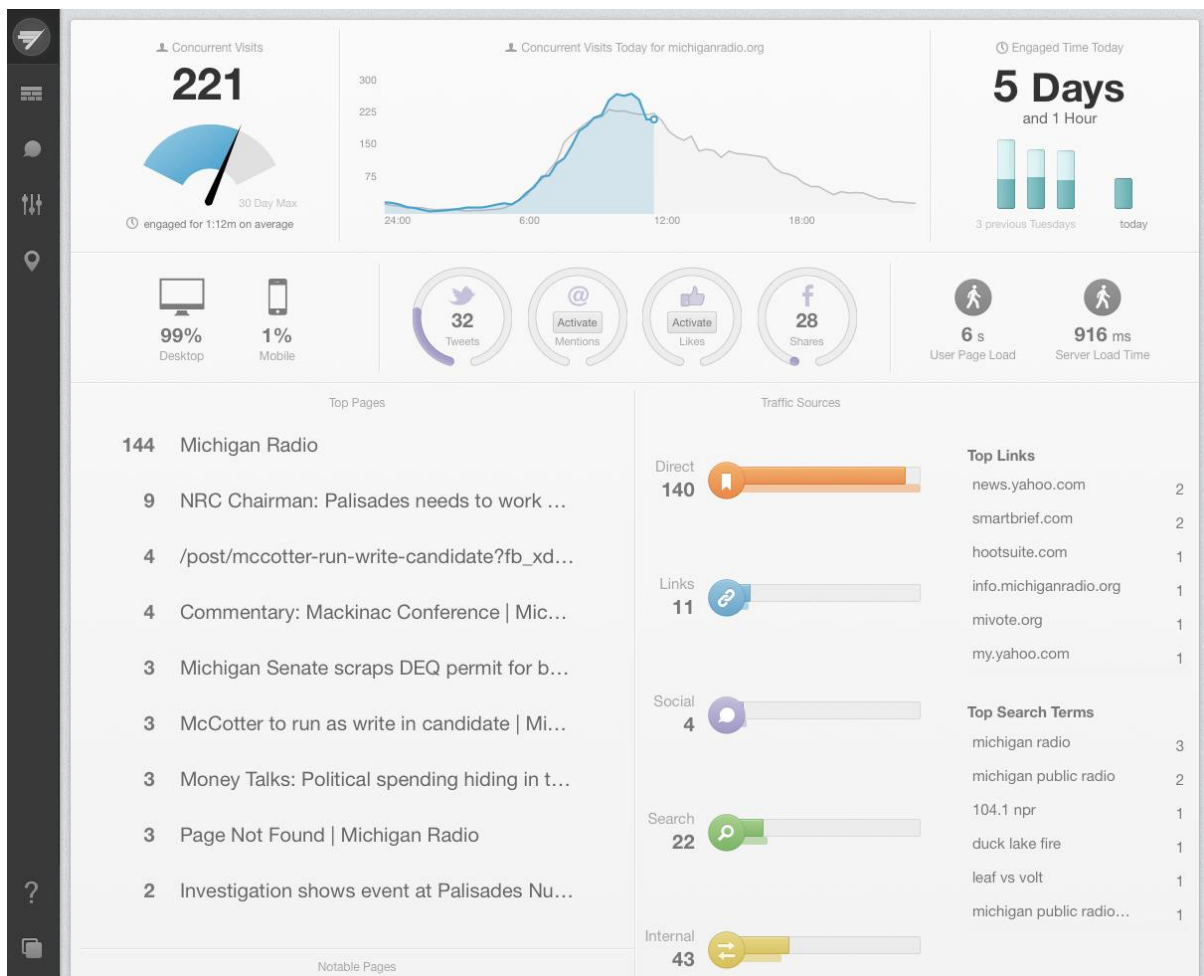 Concurrent Visits
221
30 Day Max
engaged for 1:12m on average
Concurrent Visits Today for michiganradio.org
300
225
150
75
24:00 6:00 12:00 18:00
Engaged Time Today
5 Days
and 1 Hour
3 previous Tuesdays today
99%
Desktop
1%
Mobile
32
Tweets
@
Activate
Mentions
Activate
Likes
f
28
Shares
6 s
User Page Load
916 ms
Server Load Time
Top Pages
144 Michigan Radio
9 NRC Chairman: Palisades needs to work …
4 /post/mccotter-run-write-candidate?fb_xd…
4 Commentary: Mackinac Conference | Mic…
3 Michigan Senate scraps DEQ permit for b…
3 McCotter to run as write in candidate | Mi…
3 Money Talks: Political spending hiding in t…
3 Page Not Found | Michigan Radio
2 Investigation shows event at Palisades Nu…
Notable Pages
Traffic Sources
Direct
140
Links
11
Social
4
Search
22
Internal
43
Top Links
news.yahoo.com 2
smartbrief.com 2
hootsuite.com 1
info.michiganradio.org 1
mivote.org 1
my.yahoo.com 1
Top Search Terms
michigan radio 3
michigan public radio 2
104.1 npr 1
duck lake fire 1
leaf vs volt 1
michigan public radio… 1
?